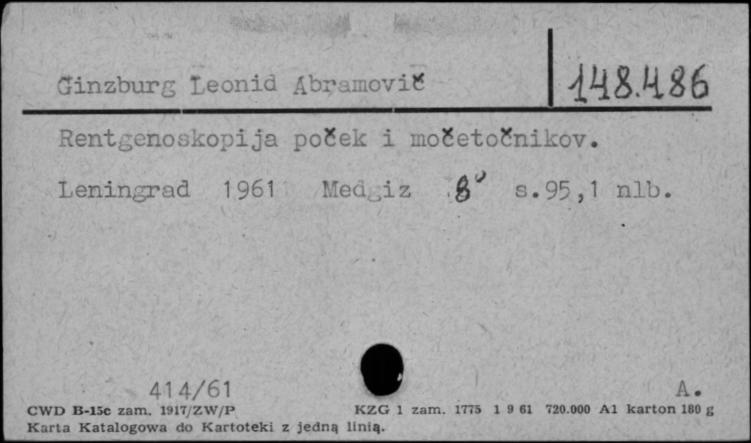 Ginzburg Leonid Abramovič
148.486
Rentgenoskopija poček i močetočnikov.
Leningrad 1961 Medgiz 8° s.95,1 nlb.
414/61
A.
CWD B-15c zam. 1917/ZW/P KZG 1 zam. 1775 1 9 61 720.000 A1 karton 180 g
Karta Katalogowa do Kartoteki z jedną linią.